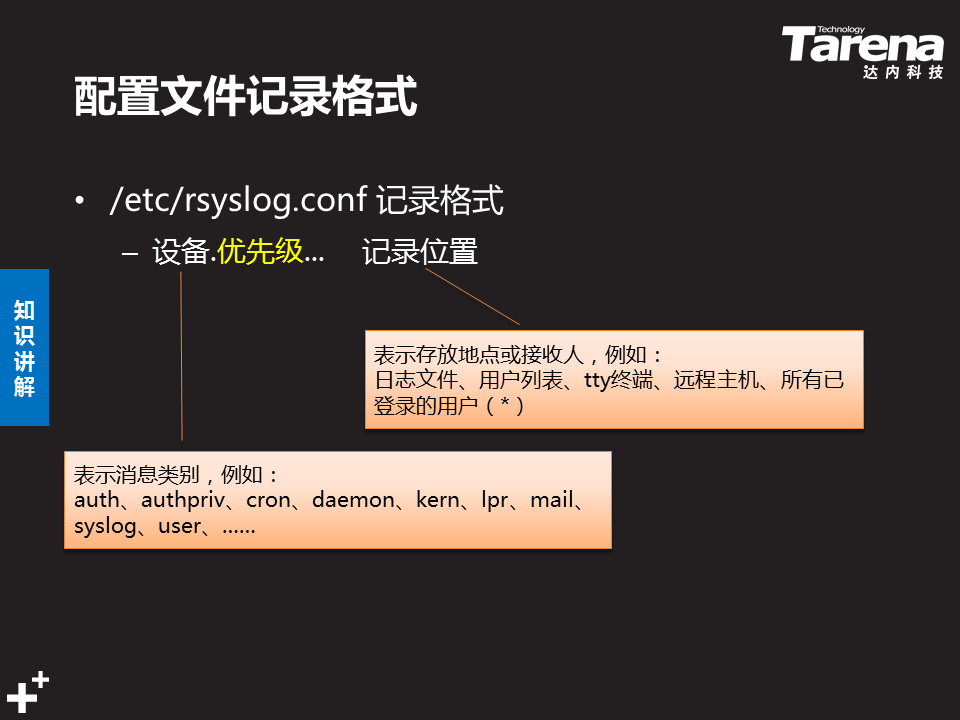 Technology
Tarena
达内科技
配置文件记录格式
• /etc/rsyslog.conf 记录格式
– 设备.优先级... 记录位置
知
识
讲
解
表示存放地点或接收人，例如：
日志文件、用户列表、tty终端、远程主机、所有已
登录的用户（*）
表示消息类别，例如：
auth、authpriv、cron、daemon、kern、lpr、mail、
syslog、user、……